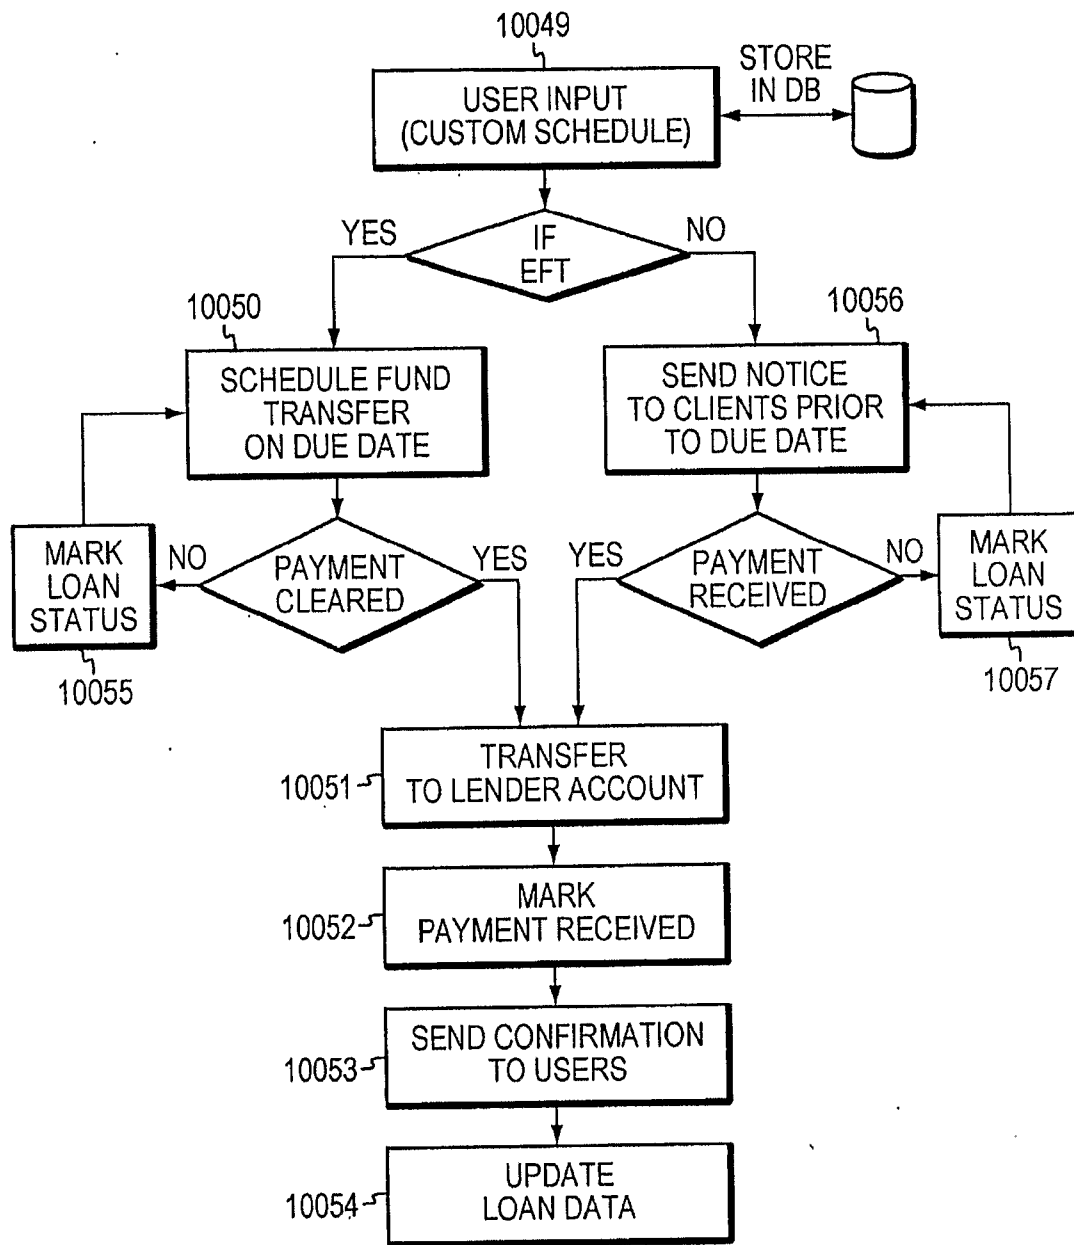 10049
STORE
IN DB
USER INPUT
(CUSTOM SCHEDULE)
YES
IF
EFT
NO
10050
10056
SCHEDULE FUND
TRANSFER
ON DUE DATE
SEND NOTICE
TO CLIENTS PRIOR
TO DUE DATE
MARK
LOAN
STATUS
NO
PAYMENT
CLEARED
YES
YES
PAYMENT
RECEIVED
NO
MARK
LOAN
STATUS
10055
10057
10051
TRANSFER
TO LENDER ACCOUNT
10052
MARK
PAYMENT RECEIVED
10053
SEND CONFIRMATION
TO USERS
10054
UPDATE
LOAN DATA